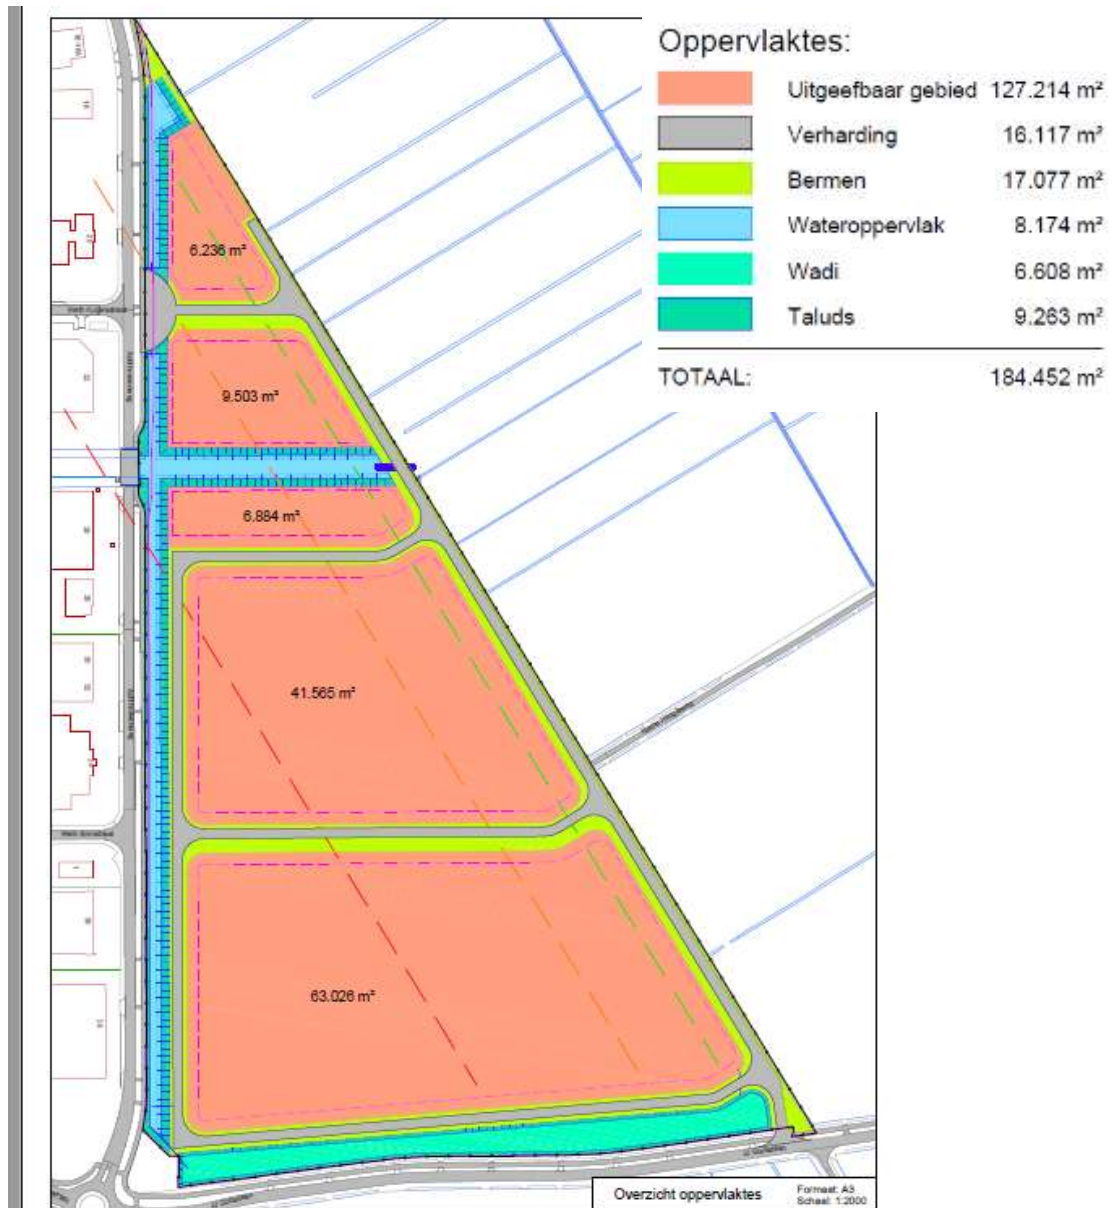 Oppervlaktes:
Uitgeefbaar gebied 127.214 m²
Verharding 16.117 m²
Bermen 17.077 m²
Wateroppervlak 8.174 m²
Wadi 6.608 m²
Taluds 9.263 m²
TOTAAL: 184.452 m²
6.236 m²
9.503 m²
6.884 m²
41.565 m²
63.026 m²
Overzicht oppervlaktes
Formaat: A3
Schaal: 1:2000